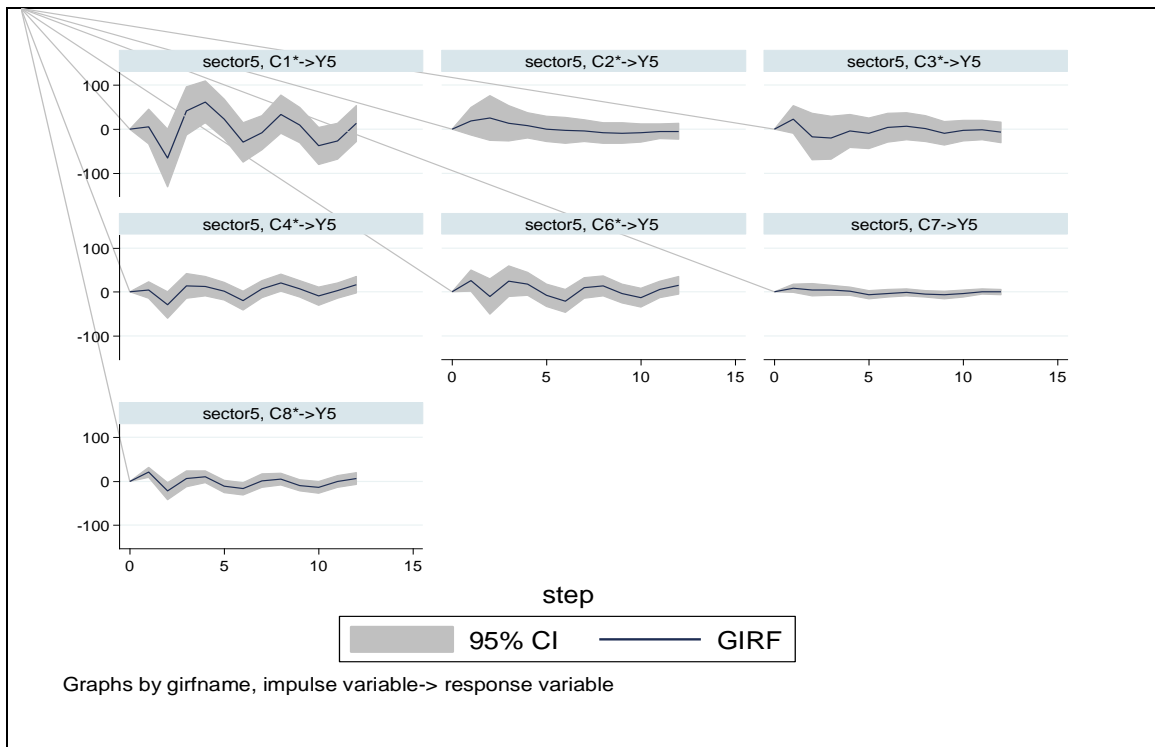 sector5, C1*->Y5
sector5, C2*->Y5
sector5, C3*->Y5
100
0
-100
sector5, C4*->Y5
sector5, C6*->Y5
sector5, C7->Y5
100
0
-100
0 5 10 15
0 5 10 15
sector5, C8*->Y5
100
0
-100
0 5 10 15
step
95% CI
GIRF
Graphs by girfname, impulse variable-> response variable